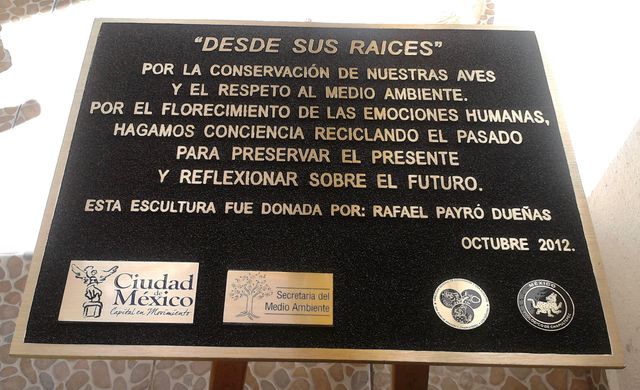 “DESDE SUS RAICES”
POR LA CONSERVACIÓN DE NUESTRAS AVES
Y EL RESPETO AL MEDIO AMBIENTE.
POR EL FLORECIMIENTO DE LAS EMOCIONES HUMANAS,
HAGAMOS CONCIENCIA RECICLANDO EL PASADO
PARA PRESERVAR EL PRESENTE
Y REFLEXIONAR SOBRE EL FUTURO.
ESTA ESCULTURA FUE DONADA POR: RAFAEL PAYRÓ DUEÑAS
OCTUBRE 2012.
Ciudad
de
México
Capital en Movimiento
Secretaría del
Medio Ambiente
MÉXICO